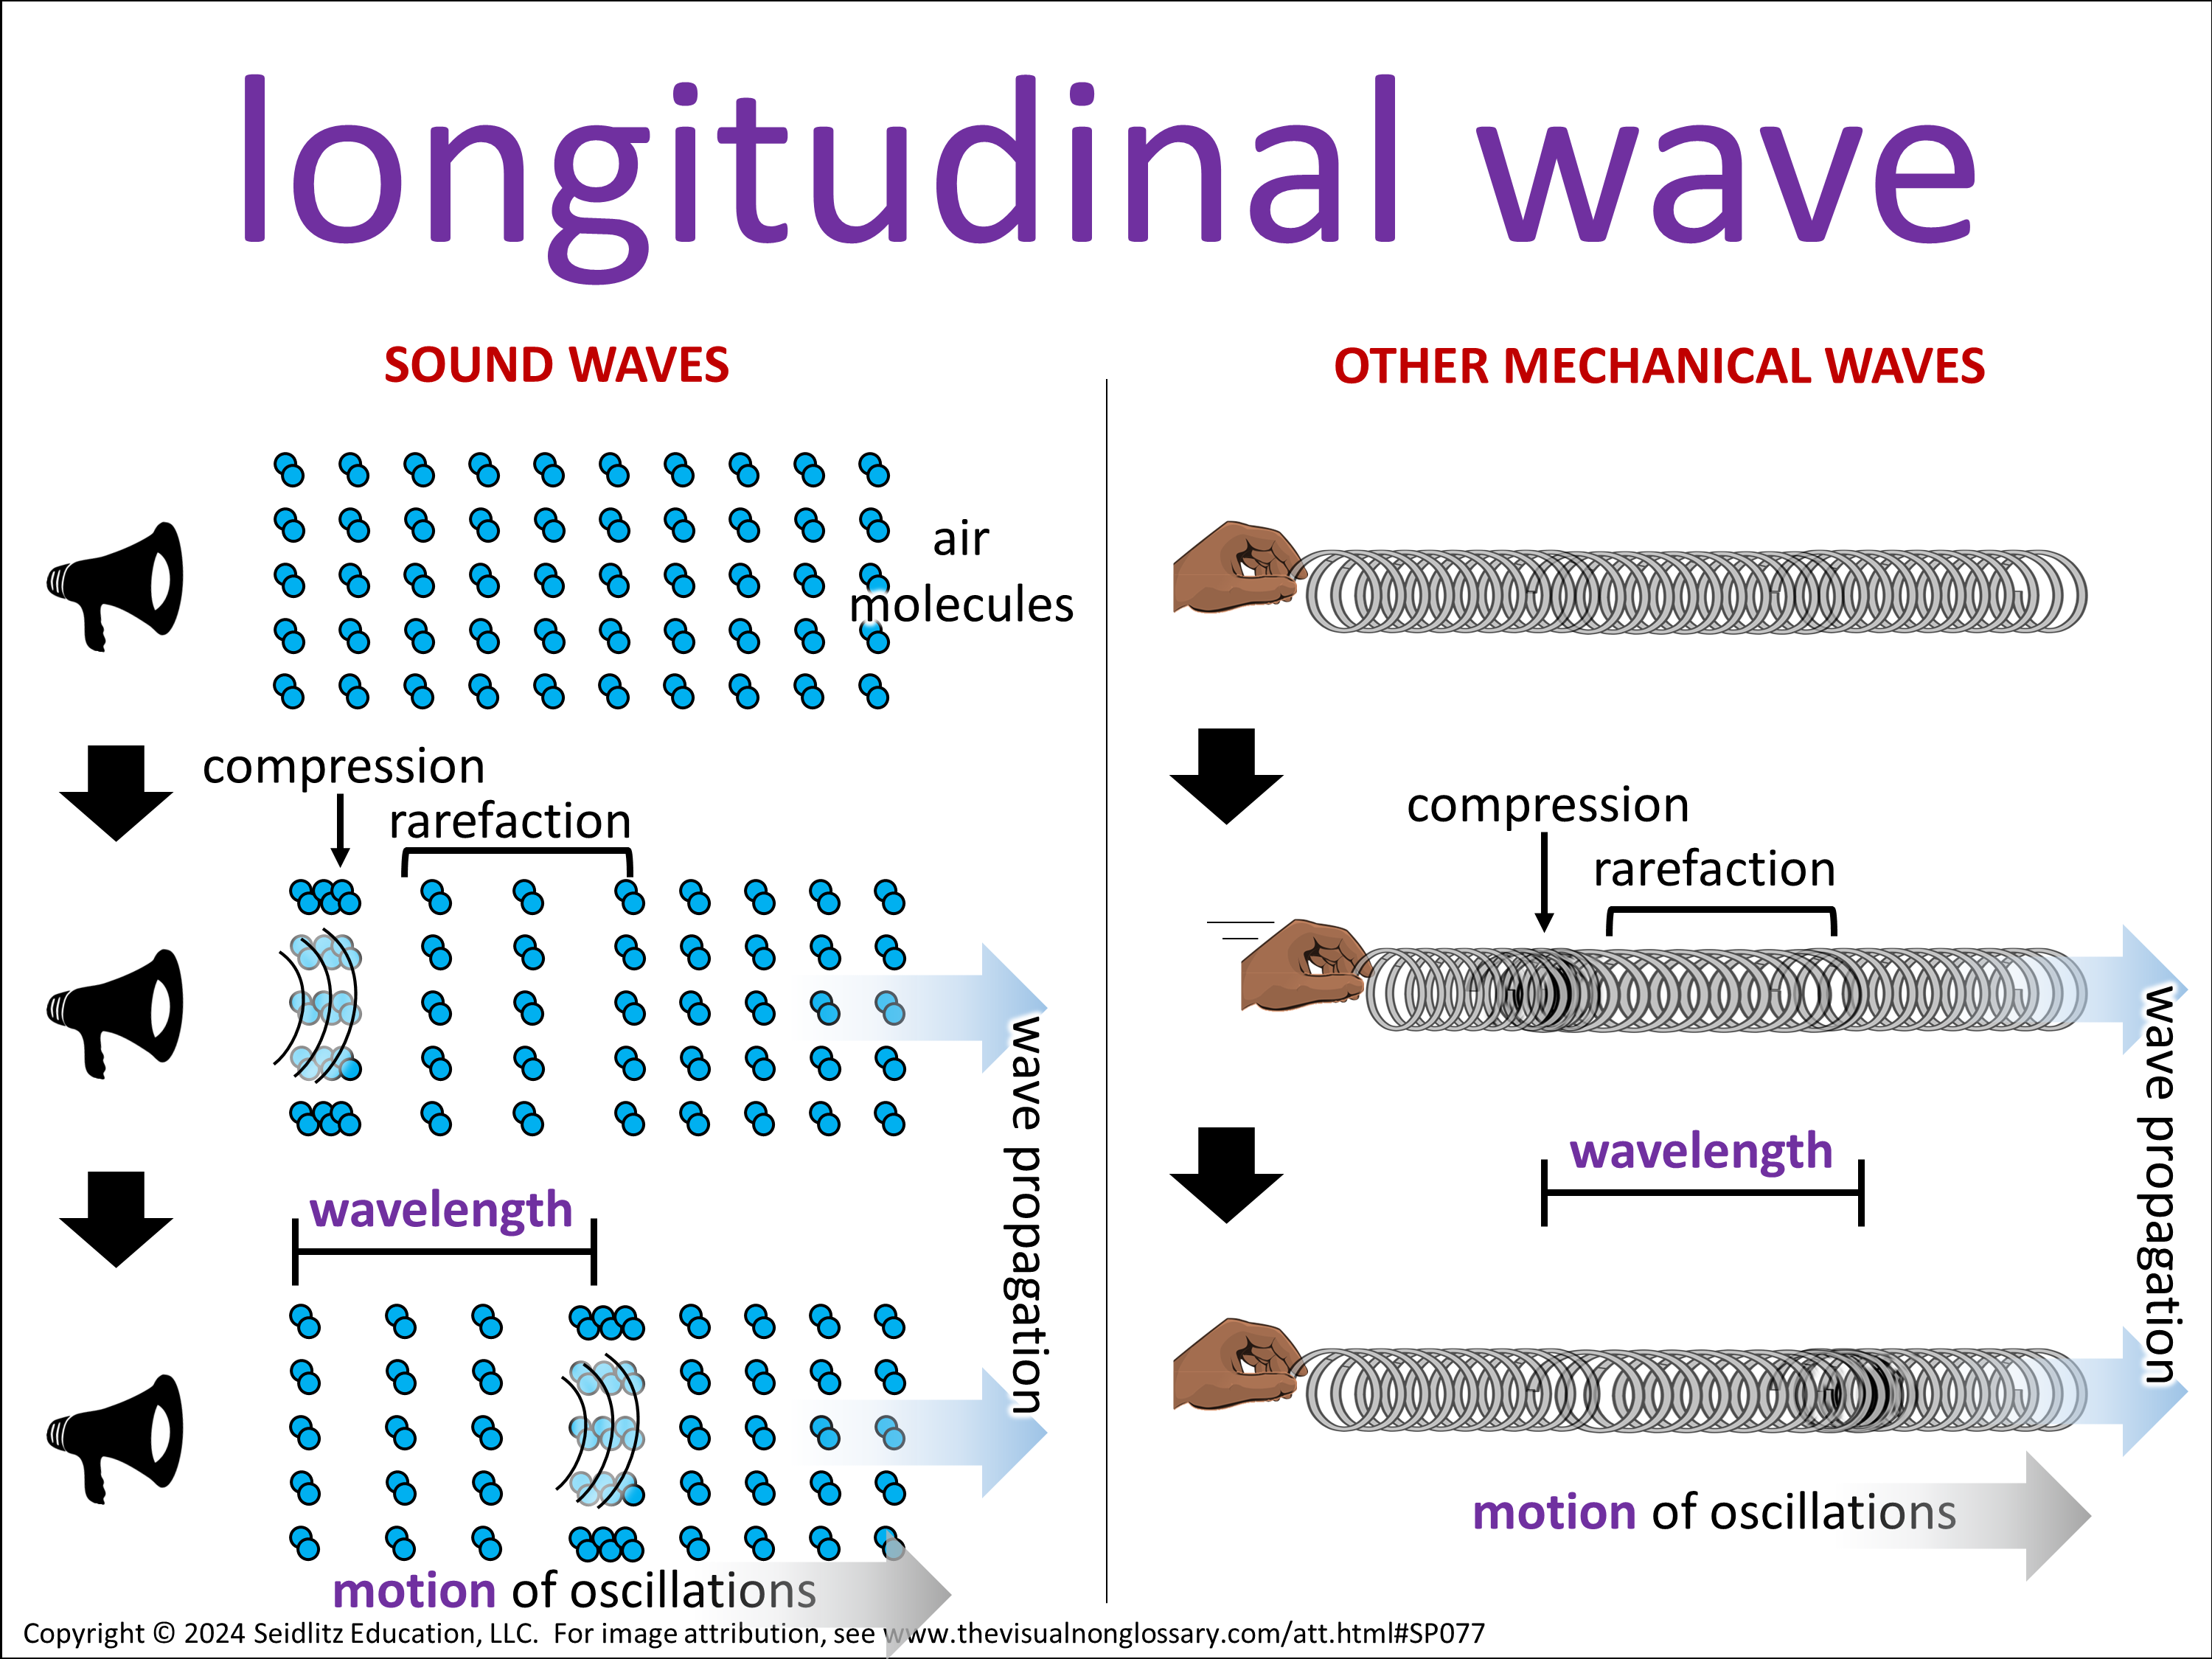 longitudinal wave
SOUND WAVES
air
molecules
compression
rarefaction
wave propagation
wavelength
motion of oscillations
OTHER MECHANICAL WAVES
compression
rarefaction
wavelength
wave propagation
motion of oscillations
Copyright © 2024 Seidlitz Education, LLC.  For image attribution, see www.thevisualnonglossary.com/att.html#SP077